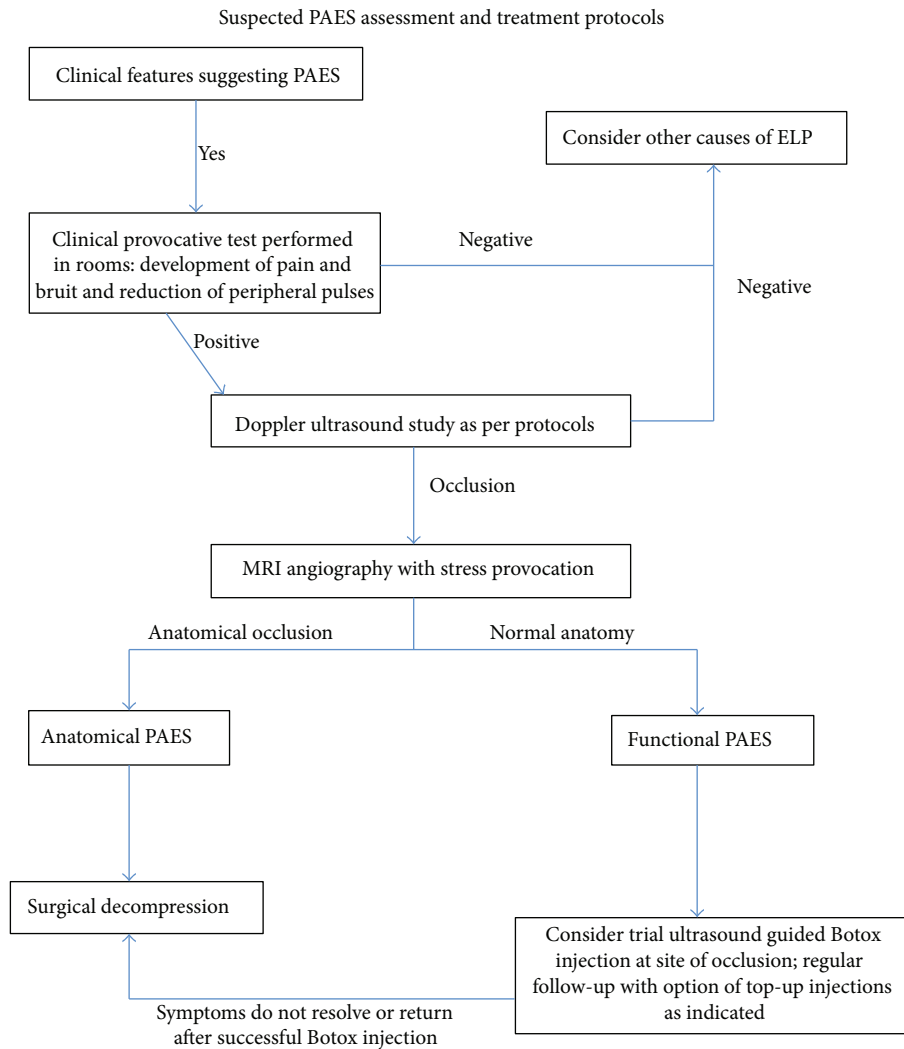 Suspected PAES assessment and treatment protocols
Clinical features suggesting PAES
Consider other causes of ELP
Yes
Clinical provocative test performed
in rooms: development of pain and
bruit and reduction of peripheral pulses
Negative
Negative
Positive
Doppler ultrasound study as per protocols
Occlusion
MRI angiography with stress provocation
Anatomical occlusion
Normal anatomy
Anatomical PAES
Functional PAES
Surgical decompression
Consider trial ultrasound guided Botox
injection at site of occlusion; regular
follow-up with option of top-up injections
as indicated
Symptoms do not resolve or return
after successful Botox injection